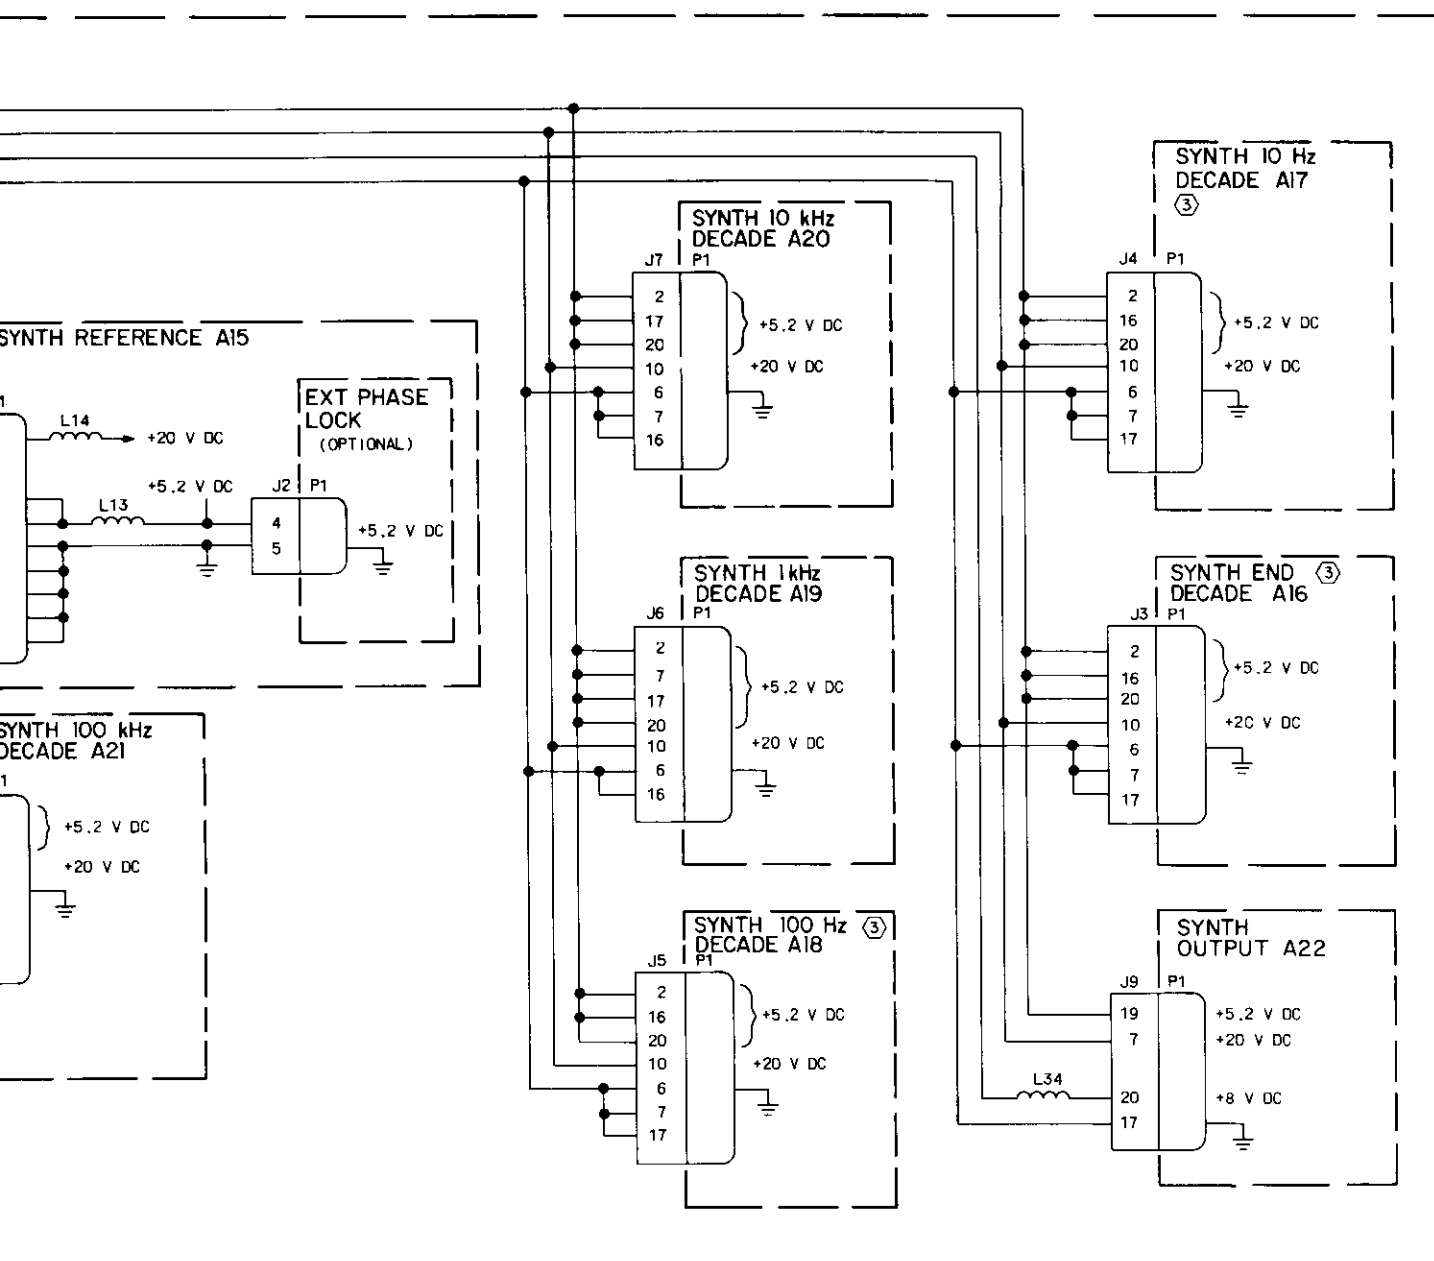 SYNTH 10 Hz
DECADE A17
3
J4 P1
2
16
20
10
6
7
17
+5.2 V DC
+20 V DC
SYNTH 10 kHz
DECADE A20
J7 P1
2
17
20
10
6
7
16
+5.2 V DC
+20 V DC
SYNTH REFERENCE A15
1
L14
+20 V DC
EXT PHASE
LOCK
(OPTIONAL)
+5.2 V DC
L13
J2 P1
4
5
+5.2 V DC
SYNTH 1 kHz
DECADE A19
J6 P1
2
7
17
20
10
6
16
+5.2 V DC
+20 V DC
SYNTH END 3
DECADE A16
J3 P1
2
16
20
10
6
7
17
+5.2 V DC
+20 V DC
SYNTH 100 kHz
DECADE A21
1
+5.2 V DC
+20 V DC
SYNTH 100 Hz 3
DECADE A18
J5 P1
2
16
20
10
6
7
17
+5.2 V DC
+20 V DC
SYNTH
OUTPUT A22
J9 P1
19
7
20
17
L34
+5.2 V DC
+20 V DC
+8 V DC